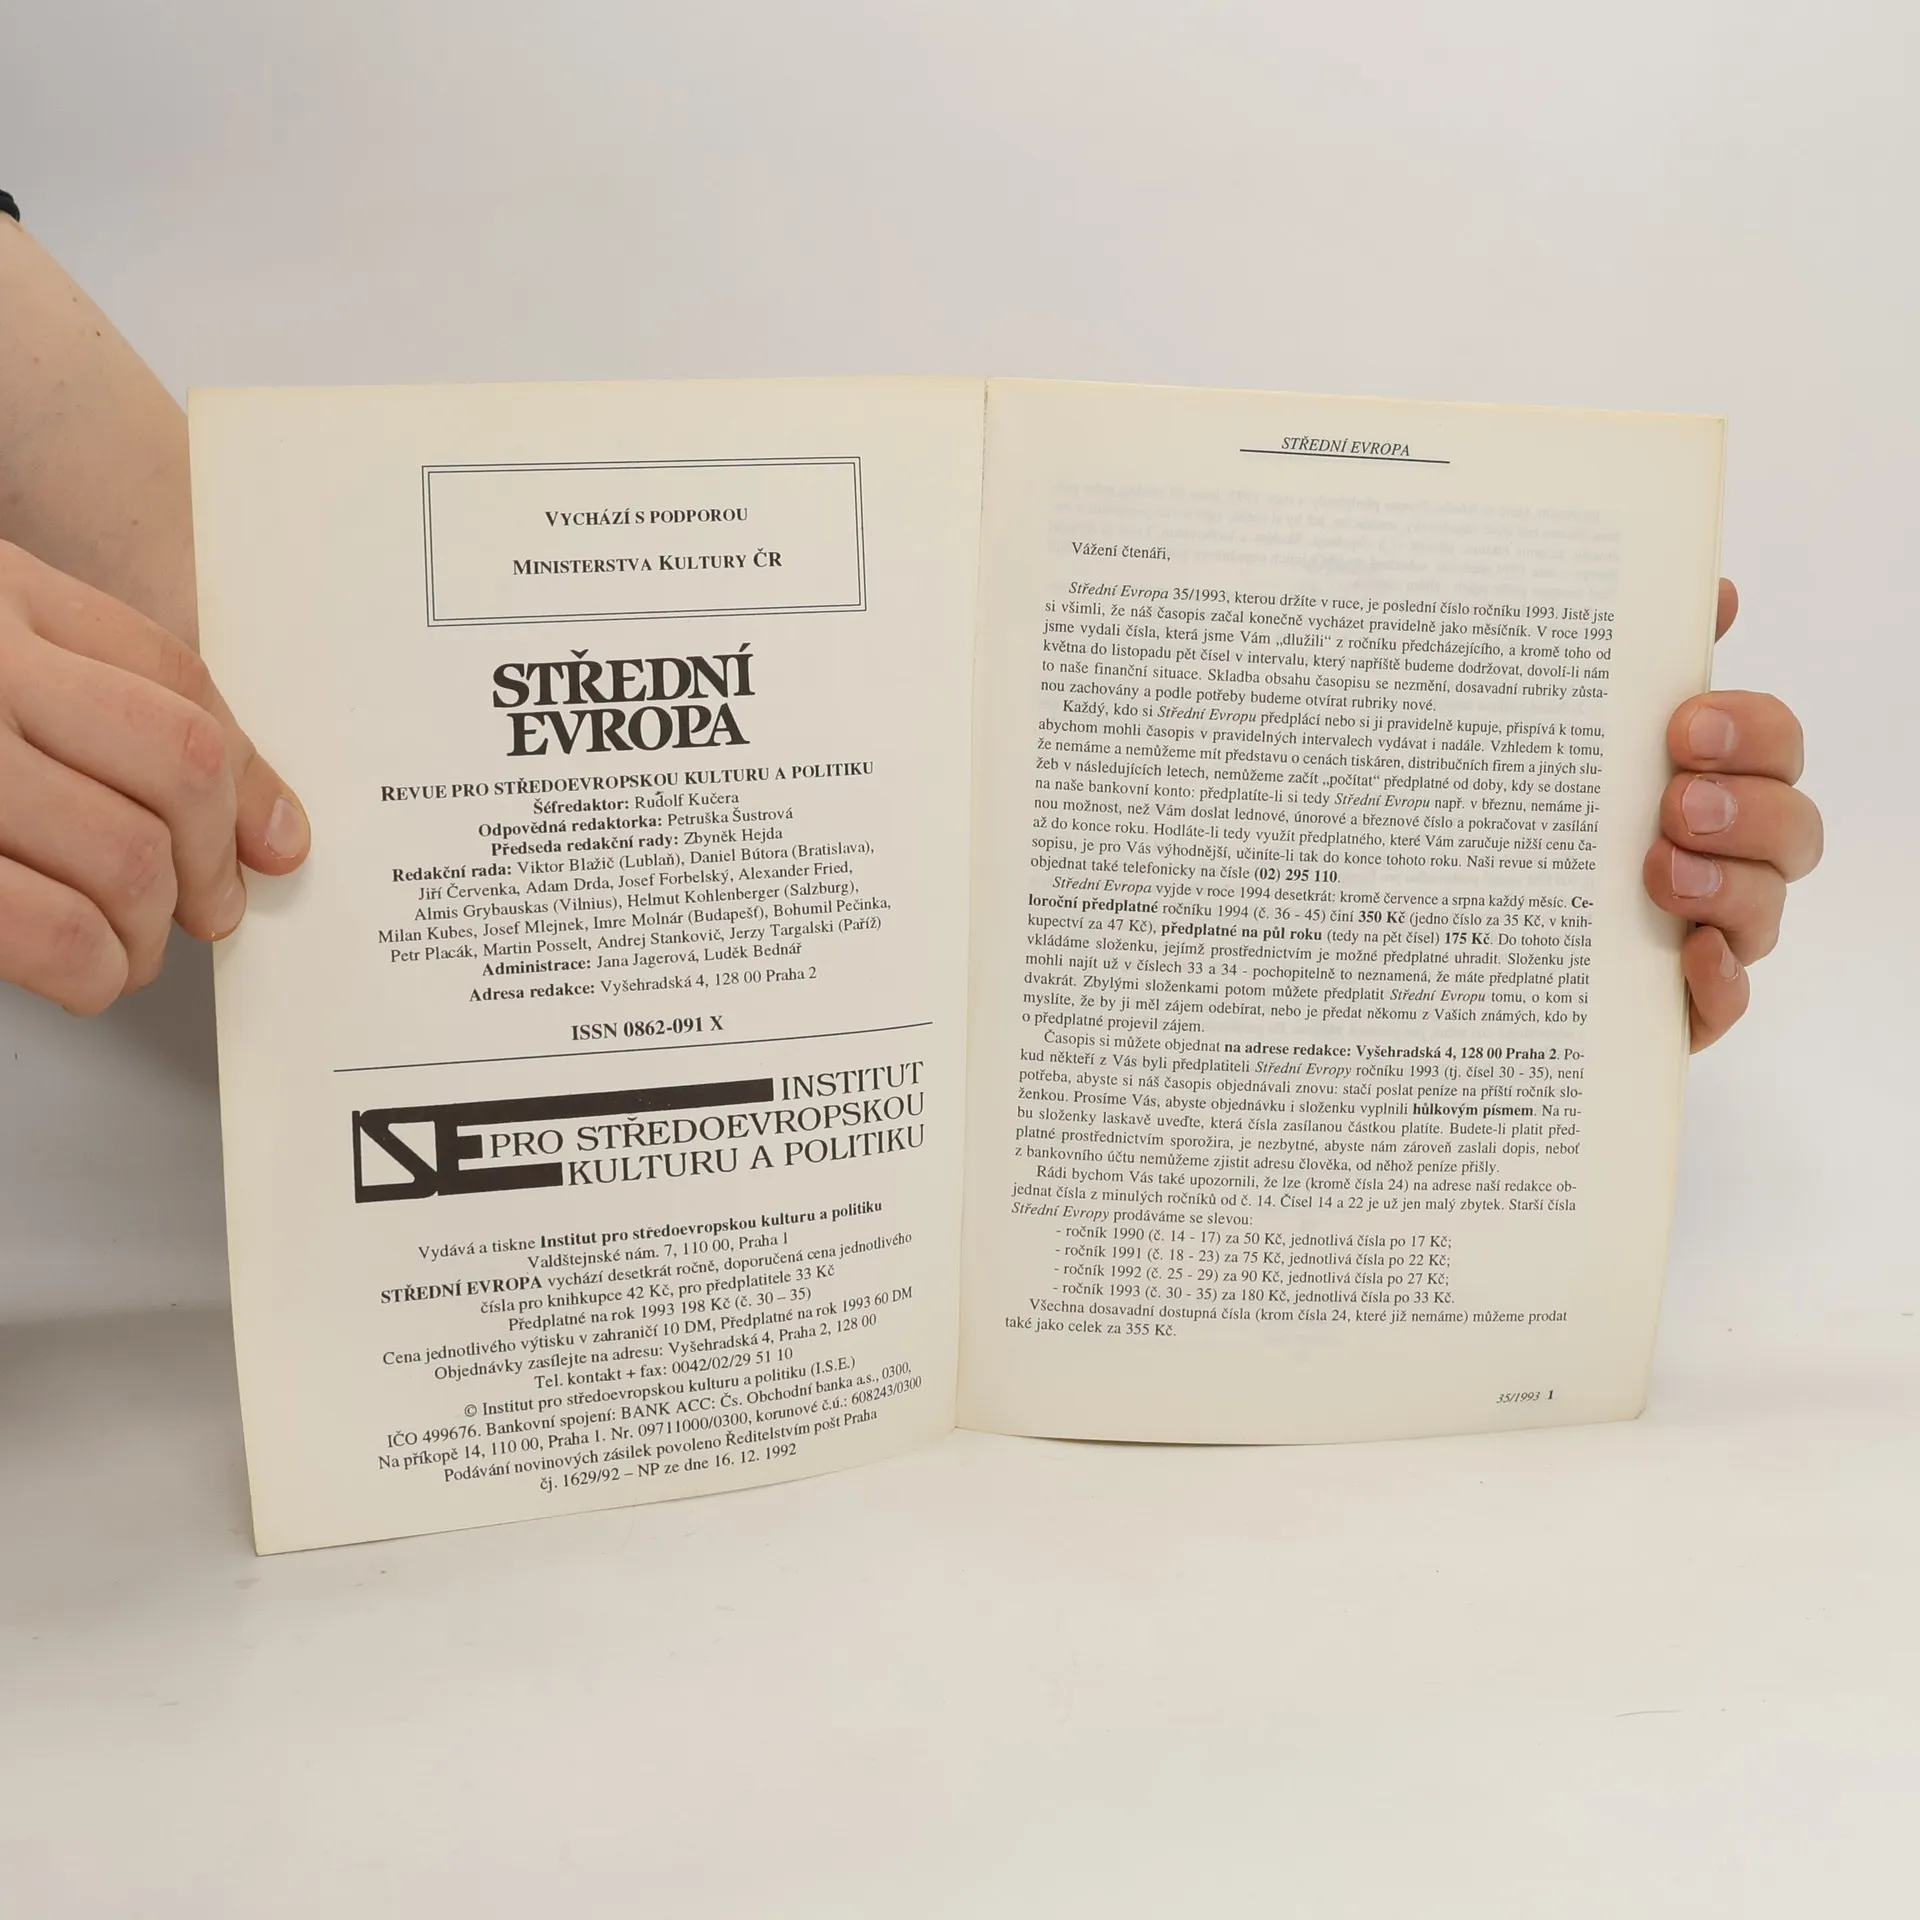 VYCHÁZÍ S PODPOROU
MINISTERSTVA KULTURY ČR
STŘEDNÍ
EVROPA
REVUE PRO STŘEDOEVROPSKOU KULTURU A POLITIKU
Šéfredaktor: Rudolf Kučera
Odpovědná redaktorka: Petruška Šustrová
Předseda redakční rady: Zbyněk Hejda
Redakční rada: Viktor Blažič (Lublaň), Daniel Bútora (Bratislava),
Jiří Červenka, Adam Drda, Josef Forbelský, Alexander Fried,
Almis Grybauskas (Vilnius), Helmut Kohlenberger (Salzburg),
Milan Kubes, Josef Mlejnek, Imre Molnár (Budapešť), Bohumil Pečinka,
Petr Placák, Martin Posselt, Andrej Stankovič, Jerzy Targalski (Paříž)
Administrace: Jana Jagerová, Luděk Bednář
Adresa redakce: Vyšehradská 4, 128 00 Praha 2
ISSN 0862-091 X
ISE INSTITUT
PRO STŘEDOEVROPSKOU
KULTURU A POLITIKU
Vydává a tiskne Institut pro středoevropskou kulturu a politiku
Valdštejnské nám. 7, 110 00, Praha 1
STŘEDNÍ EVROPA vychází desetkrát ročně, doporučená cena jednotlivého
čísla pro knihkupce 42 Kč, pro předplatitele 33 Kč
Předplatné na rok 1993 198 Kč (č. 30 – 35)
Cena jednotlivého výtisku v zahraničí 10 DM, Předplatné na rok 1993 60 DM
Objednávky zasílejte na adresu: Vyšehradská 4, Praha 2, 128 00
Tel. kontakt + fax: 0042/02/29 51 10
© Institut pro středoevropskou kulturu a politiku (I.S.E.)
IČO 499676. Bankovní spojení: BANK ACC: Čs. Obchodní banka a.s., 0300,
Na příkopě 14, 110 00, Praha 1. Nr. 09711000/0300, korunové č.ú.: 608243/0300
Podávání novinových zásilek povoleno Ředitelstvím pošt Praha
čj. 1629/92 – NP ze dne 16. 12. 1992
STŘEDNÍ EVROPA
Vážení čtenáři,
Střední Evropa 35/1993, kterou držíte v ruce, je poslední číslo ročníku 1993. Jistě jste
si všimli, že náš časopis začal konečně vycházet pravidelně jako měsíčník. V roce 1993
jsme vydali čísla, která jsme Vám „dlužili“ z ročníku předcházejícího, a kromě toho od
května do listopadu pět čísel v intervalu, který napříště budeme dodržovat, dovolí-li nám
to naše finanční situace. Skladba obsahu časopisu se nezmění, dosavadní rubriky zůsta-
nou zachovány a podle potřeby budeme otvírat rubriky nové.
Každý, kdo si Střední Evropu předplácí nebo si ji pravidelně kupuje, přispívá k tomu,
abychom mohli časopis v pravidelných intervalech vydávat i nadále. Vzhledem k tomu,
že nemáme a nemůžeme mít představu o cenách tiskáren, distribučních firem a jiných slu-
žeb v následujících letech, nemůžeme začít „počítat“ předplatné od doby, kdy se dostane
na naše bankovní konto: předplatíte-li si tedy Střední Evropu např. v březnu, nemáme ji-
nou možnost, než Vám doslat lednové, únorové a březnové číslo a pokračovat v zasílání
až do konce roku. Hodláte-li tedy využít předplatného, které Vám zaručuje nižší cenu ča-
sopisu, je pro Vás výhodnější, učiníte-li tak do konce tohoto roku. Naši revue si můžete
objednat také telefonicky na čísle (02) 295 110.
Střední Evropa vyjde v roce 1994 desetkrát: kromě července a srpna každý měsíc. Ce-
loroční předplatné ročníku 1994 (č. 36 - 45) činí 350 Kč (jedno číslo za 35 Kč, v knih-
kupectví za 47 Kč), předplatné na půl roku (tedy na pět čísel) 175 Kč. Do tohoto čísla
vkládáme složenku, jejímž prostřednictvím je možné předplatné uhradit. Složenku jste
mohli najít už v číslech 33 a 34 - pochopitelně to neznamená, že máte předplatné platit
dvakrát. Zbylými složenkami potom můžete předplatit Střední Evropu tomu, o kom si
myslíte, že by ji měl zájem odebírat, nebo je předat někomu z Vašich známých, kdo by
o předplatné projevil zájem.
Časopis si můžete objednat na adrese redakce: Vyšehradská 4, 128 00 Praha 2. Po-
kud někteří z Vás byli předplatiteli Střední Evropy ročníku 1993 (tj. čísel 30 - 35), není
potřeba, abyste si náš časopis objednávali znovu: stačí poslat peníze na příští ročník slo-
ženkou. Prosíme Vás, abyste objednávku i složenku vyplnili hůlkovým písmem. Na ru-
bu složenky laskavě uveďte, která čísla zasílanou částkou platíte. Budete-li platit před-
platné prostřednictvím sporožira, je nezbytné, abyste nám zároveň zaslali dopis, neboť
z bankovního účtu nemůžeme zjistit adresu člověka, od něhož peníze přišly.
Rádi bychom Vás také upozornili, že lze (kromě čísla 24) na adrese naší redakce ob-
jednat čísla z minulých ročníků od č. 14. Čísel 14 a 22 je už jen malý zbytek. Starší čísla
Střední Evropy prodáváme se slevou:
- ročník 1990 (č. 14 - 17) za 50 Kč, jednotlivá čísla po 17 Kč;
- ročník 1991 (č. 18 - 23) za 75 Kč, jednotlivá čísla po 22 Kč;
- ročník 1992 (č. 25 - 29) za 90 Kč, jednotlivá čísla po 27 Kč;
- ročník 1993 (č. 30 - 35) za 180 Kč, jednotlivá čísla po 33 Kč.
Všechna dosavadní dostupná čísla (krom čísla 24, které již nemáme) můžeme prodat
také jako celek za 355 Kč.
35/1993 1